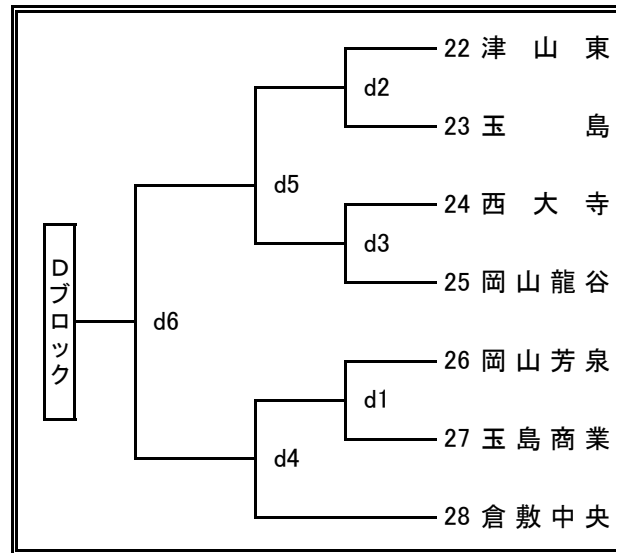 22 津山東
d2
23 玉島
d5
24 西大寺
d3
25 岡山龍谷
Dブロック
d6
26 岡山芳泉
d1
27 玉島商業
d4
28 倉敷中央